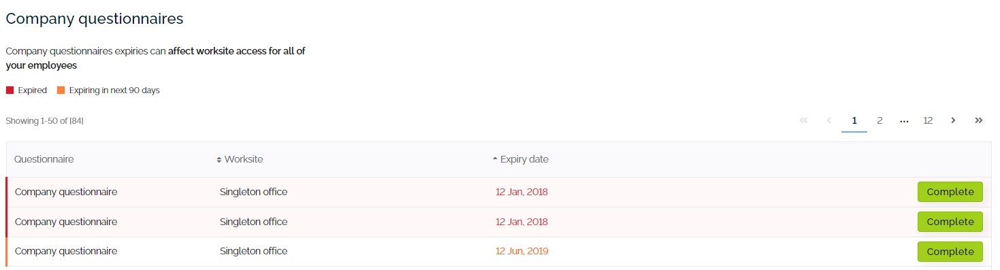 Company questionnaires
Company questionnaires expiries can affect worksite access for all of
your employees
Expired Expiring in next 90 days
Showing 1-50 of [84]
1 2 ... 12
Questionnaire Worksite Expiry date
Company questionnaire Singleton office 12 Jan, 2018 Complete
Company questionnaire Singleton office 12 Jan, 2018 Complete
Company questionnaire Singleton office 12 Jun, 2019 Complete